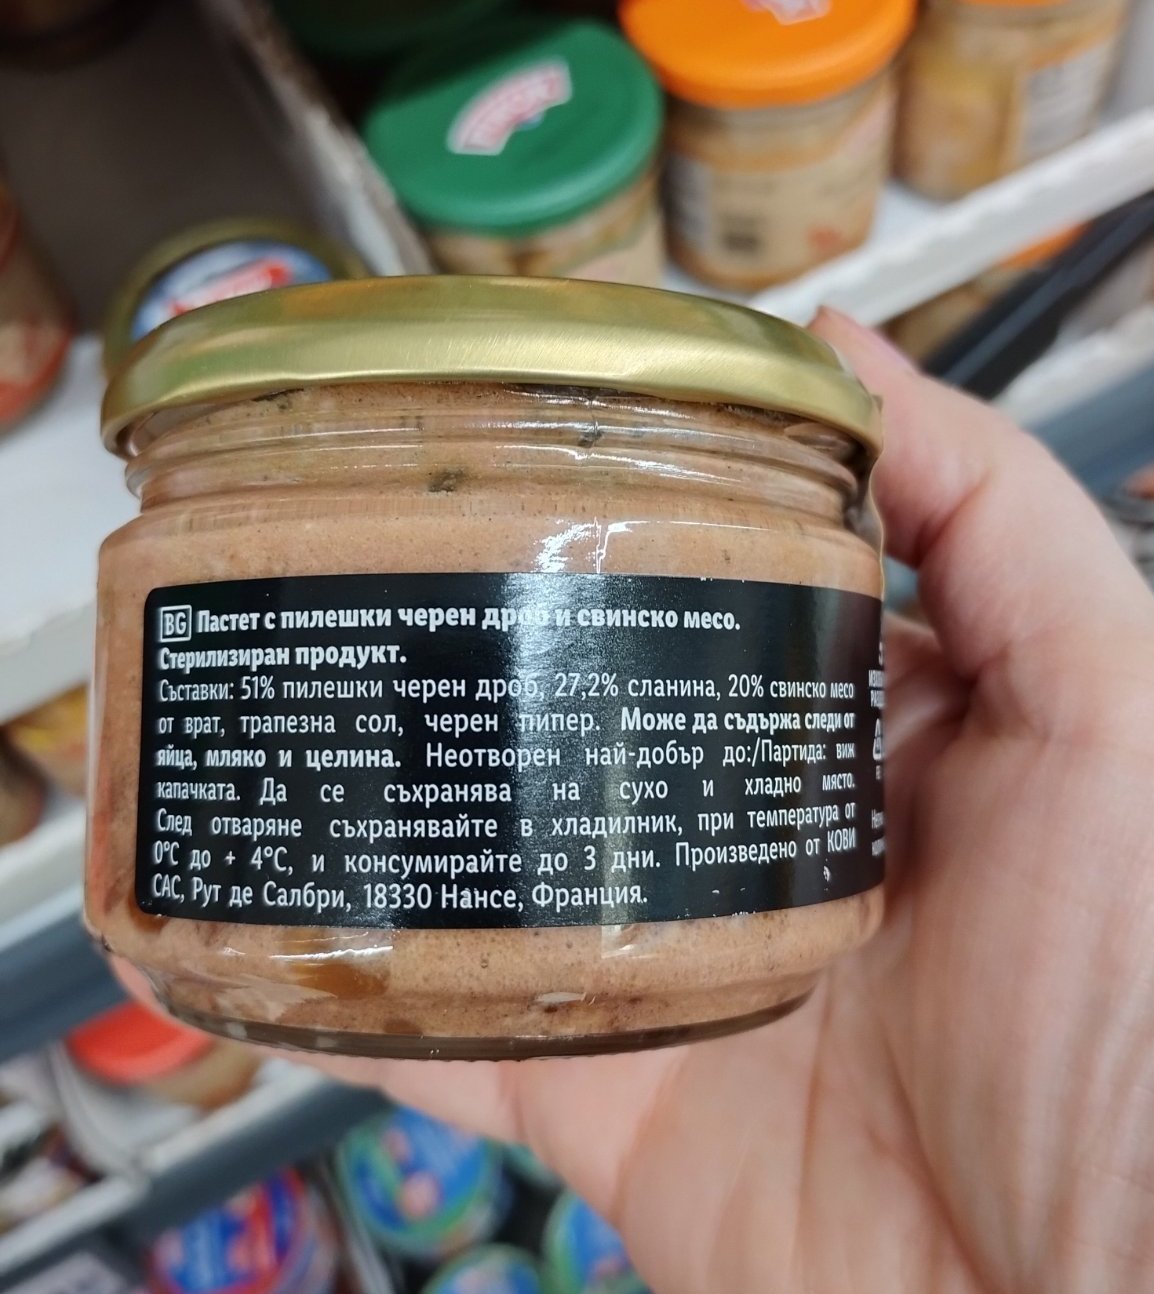 BG Пастет с пилешки черен дроб и свинско месо.
Стерилизиран продукт.
Съставки: 51% пилешки черен дроб, 27,2% сланина, 20% свинско месо
от врат, трапезна сол, черен пипер. Може да съдържа следи от
яйца, мляко и целина. Неотворен най-добър до:/Партида: виж
капачката. Да се съхранява на сухо и хладно място.
След отваряне съхранявайте в хладилник, при температура от
0°C до + 4°C, и консумирайте до 3 дни. Произведено от КОВИ
САС, Рут де Салбри, 18330 Нансе, Франция.